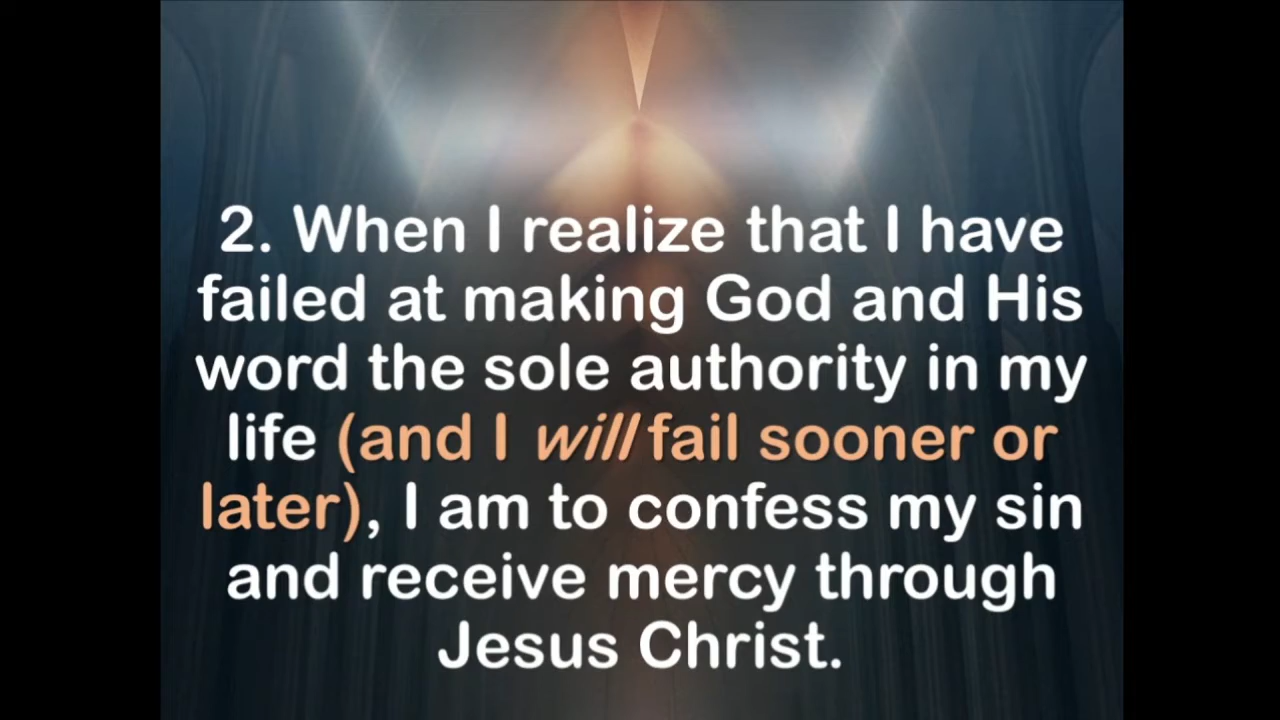 2. When I realize that I have
failed at making God and His
word the sole authority in my
life (and I will fail sooner or
later), I am to confess my sin
and receive mercy through
Jesus Christ.